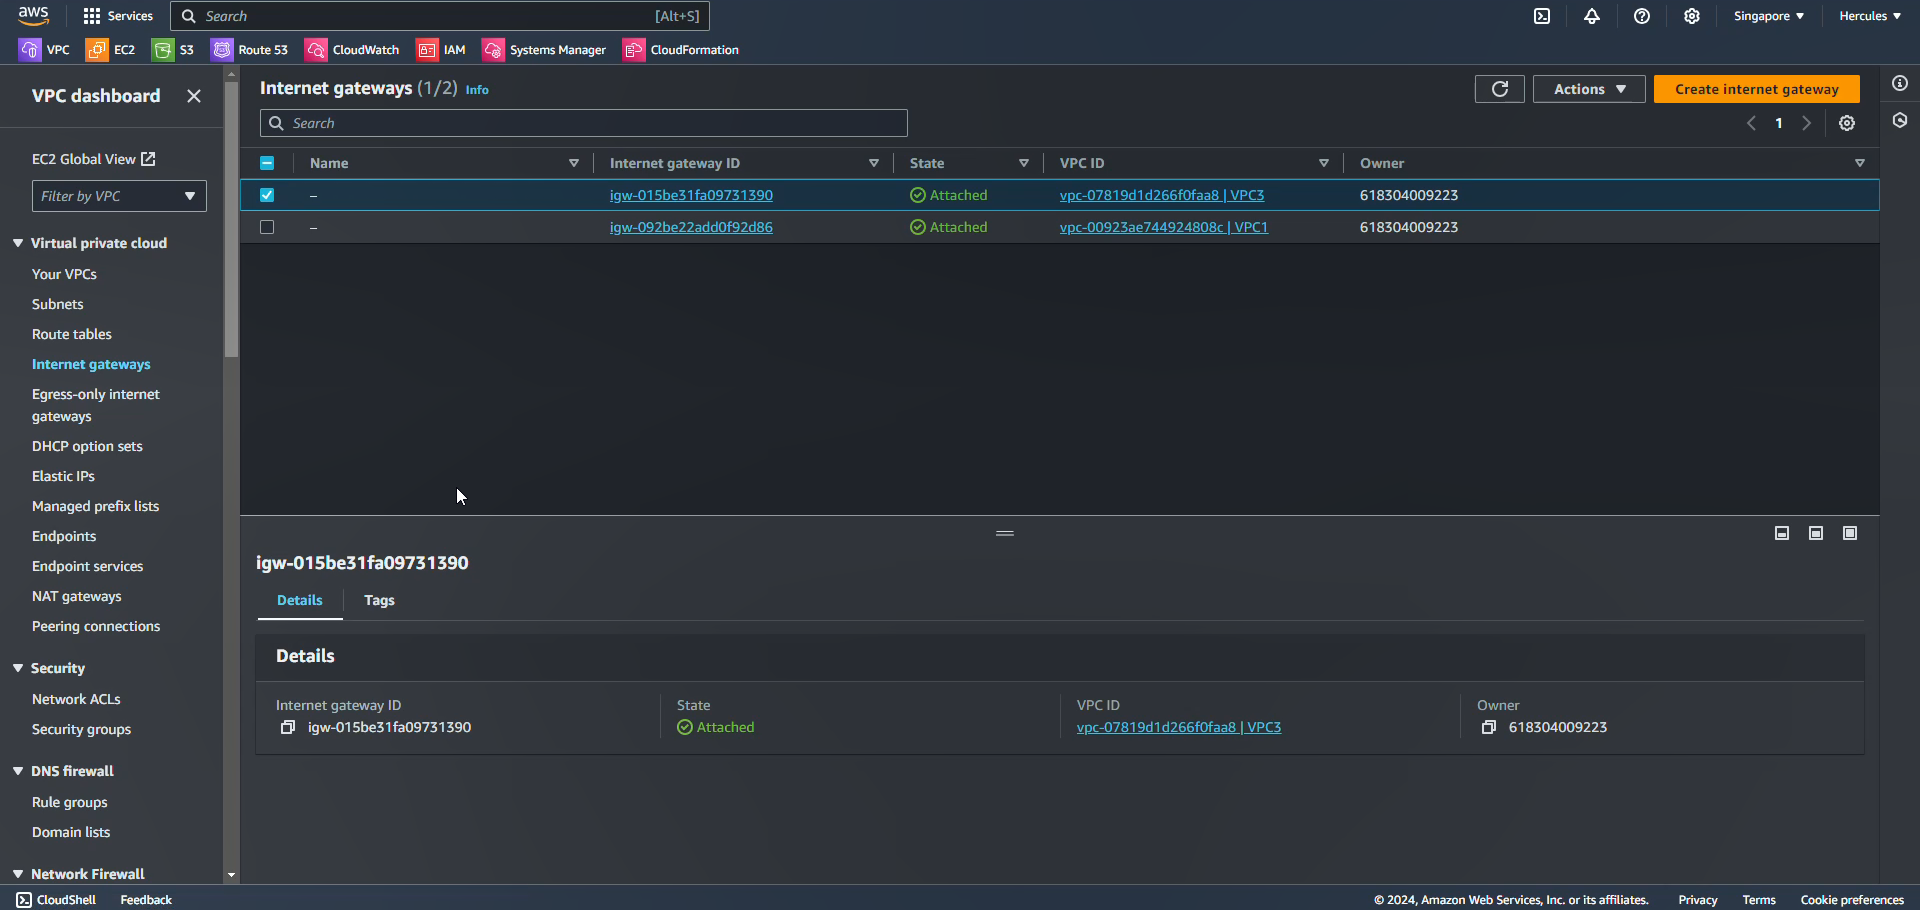 aws Services Search [Alt+S] Singapore Hercules
VPC EC2 S3 Route 53 CloudWatch IAM Systems Manager CloudFormation
VPC dashboard
EC2 Global View
Filter by VPC
Virtual private cloud
Your VPCs
Subnets
Route tables
Internet gateways
Egress-only internet
gateways
DHCP option sets
Elastic IPs
Managed prefix lists
Endpoints
Endpoint services
NAT gateways
Peering connections
Security
Network ACLs
Security groups
DNS firewall
Rule groups
Domain lists
Network Firewall
Internet gateways (1/2) Info
Actions
Create internet gateway
Search
1
Name Internet gateway ID State VPC ID Owner
– igw-015be31fa09731390 Attached vpc-07819d1d266f0faa8 | VPC3 618304009223
– igw-092be22add0f92d86 Attached vpc-00923ae744924808c | VPC1 618304009223
igw-015be31fa09731390
Details Tags
Details
Internet gateway ID State VPC ID Owner
igw-015be31fa09731390 Attached vpc-07819d1d266f0faa8 | VPC3 618304009223
CloudShell Feedback © 2024, Amazon Web Services, Inc. or its affiliates. Privacy Terms Cookie preferences